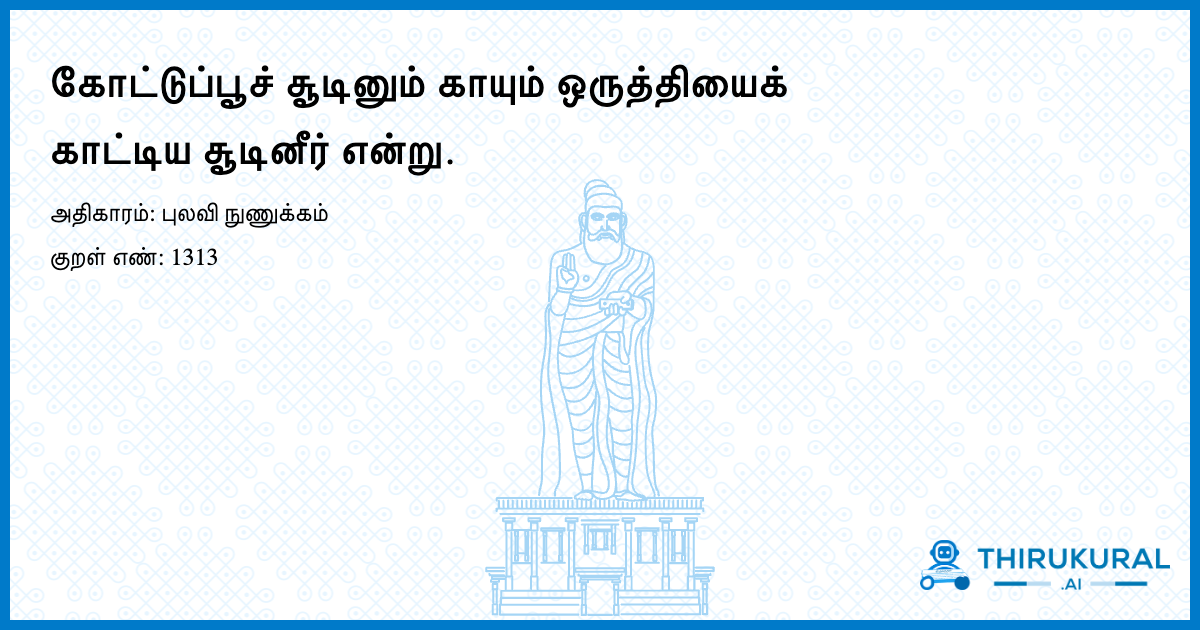 கோட்டுப்பூச் சூடினும் காயும் ஒருத்தியைக்
காட்டிய சூடினீர் என்று.
அதிகாரம்: புலவி நுணுக்கம்
குறள் எண்: 1313
THIRUKURAL
.AI